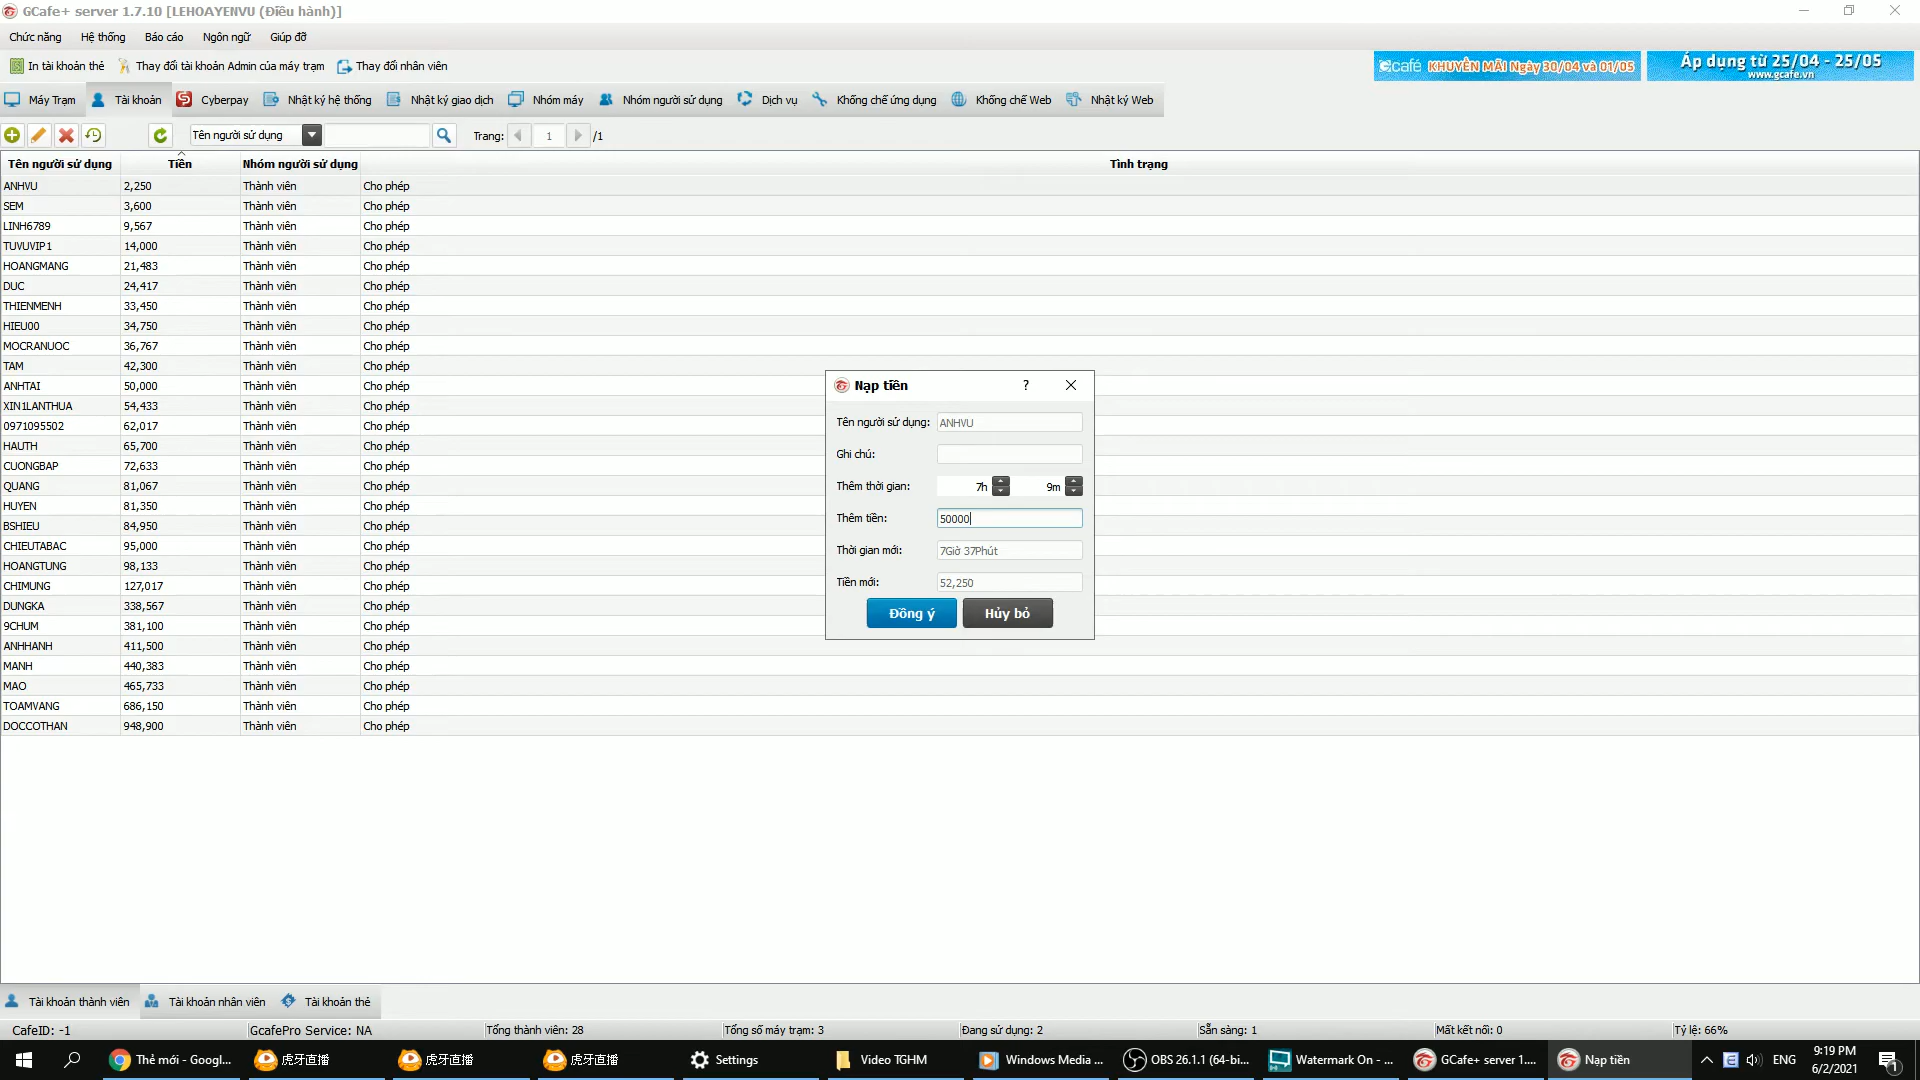 GCafe+ server 1.7.10 [LEHOAYENVU (Điều hành)]
Chức năng Hệ thống Báo cáo Ngôn ngữ Giúp đỡ
In tài khoản thẻ Thay đổi tài khoản Admin của máy trạm Thay đổi nhân viên
Gcafé KHUYẾN MÃI Ngày 30/04 và 01/05
Áp dụng từ 25/04 - 25/05
www.gcafe.vn
Máy Trạm Tài khoản Cyberpay Nhật ký hệ thống Nhật ký giao dịch Nhóm máy Nhóm người sử dụng Dịch vụ Khống chế ứng dụng Khống chế Web Nhật ký Web
Tên người sử dụng Trang: 1 /1
Tên người sử dụng Tiền Nhóm người sử dụng Tình trạng
ANHVU 2,250 Thành viên Cho phép
SEM 3,600 Thành viên Cho phép
LINH6789 9,567 Thành viên Cho phép
TUVUVIP1 14,000 Thành viên Cho phép
HOANGMANG 21,483 Thành viên Cho phép
DUC 24,417 Thành viên Cho phép
THIENMENH 33,450 Thành viên Cho phép
HIEU00 34,750 Thành viên Cho phép
MOCRANUOC 36,767 Thành viên Cho phép
TAM 42,300 Thành viên Cho phép
ANHTAI 50,000 Thành viên Cho phép
XIN1LANTHUA 54,433 Thành viên Cho phép
0971095502 62,017 Thành viên Cho phép
HAUTH 65,700 Thành viên Cho phép
CUONGBAP 72,633 Thành viên Cho phép
QUANG 81,067 Thành viên Cho phép
HUYEN 81,350 Thành viên Cho phép
BSHIEU 84,950 Thành viên Cho phép
CHIEUTABAC 95,000 Thành viên Cho phép
HOANGTUNG 98,133 Thành viên Cho phép
CHIMUNG 127,017 Thành viên Cho phép
DUNGKA 338,567 Thành viên Cho phép
9CHUM 381,100 Thành viên Cho phép
ANHHANH 411,500 Thành viên Cho phép
MANH 440,383 Thành viên Cho phép
MAO 465,733 Thành viên Cho phép
TOAMVANG 686,150 Thành viên Cho phép
DOCCOTHAN 948,900 Thành viên Cho phép
Nạp tiền ?
Tên người sử dụng: ANHVU
Ghi chú:
Thêm thời gian: 7h 9m
Thêm tiền: 50000
Thời gian mới: 7Giờ 37Phút
Tiền mới: 52,250
Đồng ý Hủy bỏ
Tài khoản thành viên Tài khoản nhân viên Tài khoản thẻ
CafeID: -1 GcafePro Service: NA Tổng thành viên: 28 Tổng số máy trạm: 3 Đang sử dụng: 2 Sẵn sàng: 1 Mất kết nối: 0 Tỷ lệ: 66%
Thẻ mới - Googl... 虎牙直播 虎牙直播 虎牙直播 Settings Video TGHM Windows Media ... OBS 26.1.1 (64-bi... Watermark On - ... GCafe+ server 1.... Nạp tiền ENG 9:19 PM
6/2/2021
1